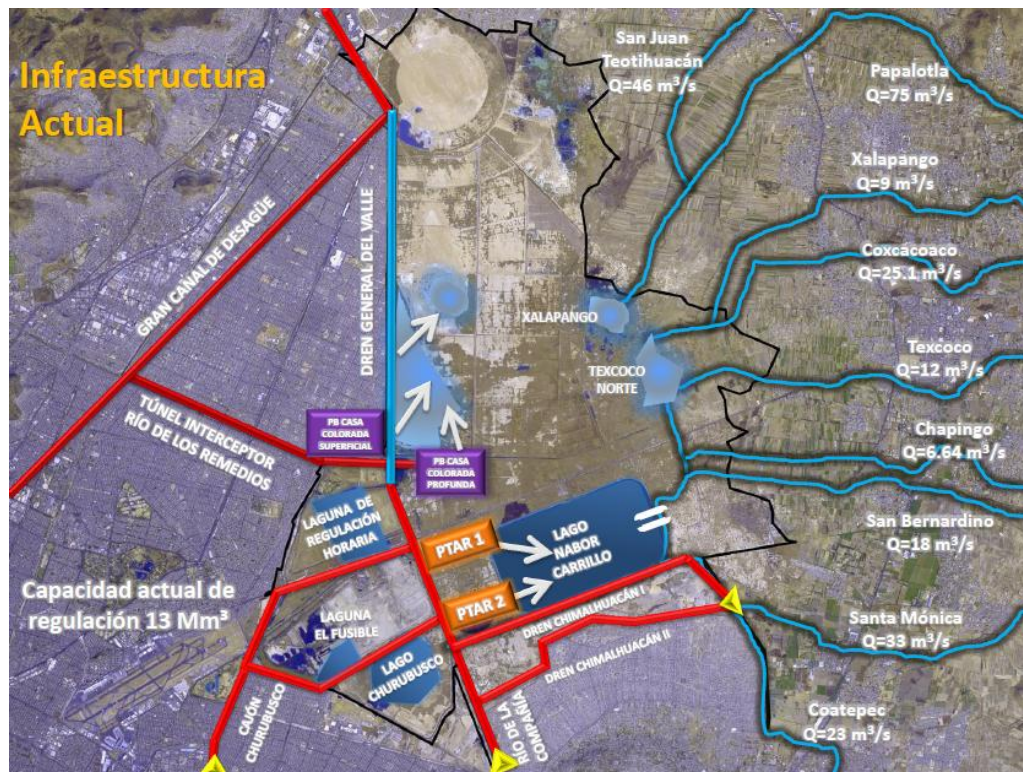 Infraestructura
Actual
San Juan
Teotihuacán
Q=46 m³/s
Papalotla
Q=75 m³/s
Xalapango
Q=9 m³/s
Coxcacoaco
Q=25.1 m³/s
Texcoco
Q=12 m³/s
Chapingo
Q=6.64 m³/s
San Bernardino
Q=18 m³/s
Santa Mónica
Q=33 m³/s
Coatepec
Q=23 m³/s
GRAN CANAL DE DESAGÜE
DREN GENERAL DEL VALLE
XALAPANGO
TEXCOCO
NORTE
TÚNEL INTERCEPTOR
RÍO DE LOS REMEDIOS
PB CASA
COLORADA
SUPERFICIAL
PB CASA
COLORADA
PROFUNDA
LAGUNA DE
REGULACIÓN
HORARIA
PTAR 1
PTAR 2
LAGO
NABOR
CARRILLO
Capacidad actual de
regulación 13 Mm³
LAGUNA
EL FUSIBLE
LAGO
CHURUBUSCO
DREN CHIMALHUACÁN I
DREN CHIMALHUACÁN II
CAJÓN
CHURUBUSCO
RÍO DE LA
COMPAÑÍA